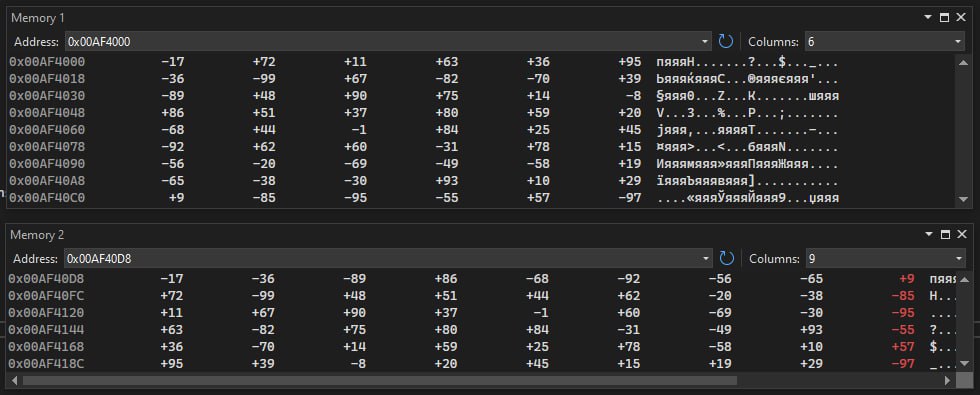 Memory 1
Address: 0x00AF4000 Columns: 6
0x00AF4000 -17 +72 +11 +63 +36 +95 пяяяH.......?...$..._...
0x00AF4018 -36 -99 +67 -82 -70 +39 ЬяяяќяяяC...®яяяєяяя'...
0x00AF4030 -89 +48 +90 +75 +14 -8 §яяя0...Z...K.......шяяя
0x00AF4048 +86 +51 +37 +80 +59 +20 V...3...%...P...;.......
0x00AF4060 -68 +44 -1 +84 +25 +45 јяяя,...яяяяT.......-...
0x00AF4078 -92 +62 +60 -31 +78 +15 ¤яяя>...<...бяяяN.......
0x00AF4090 -56 -20 -69 -49 -58 +19 Ияяямяяя»яяяПяяяЖяяя....
0x00AF40A8 -65 -38 -30 +93 +10 +29 їяяяЪяяявяяя]...........
0x00AF40C0 +9 -85 -95 -55 +57 -97 ....«яяяЎяяяЙяяя9...џяяя
Memory 2
Address: 0x00AF40D8 Columns: 9
0x00AF40D8 -17 -36 -89 +86 -68 -92 -56 -65 +9 пяяя
0x00AF40FC +72 -99 +48 +51 +44 +62 -20 -38 -85 H...
0x00AF4120 +11 +67 +90 +37 -1 +60 -69 -30 -95 ....
0x00AF4144 +63 -82 +75 +80 +84 -31 -49 +93 -55 ?...
0x00AF4168 +36 -70 +14 +59 +25 +78 -58 +10 +57 $...
0x00AF418C +95 +39 -8 +20 +45 +15 +19 +29 -97 _...